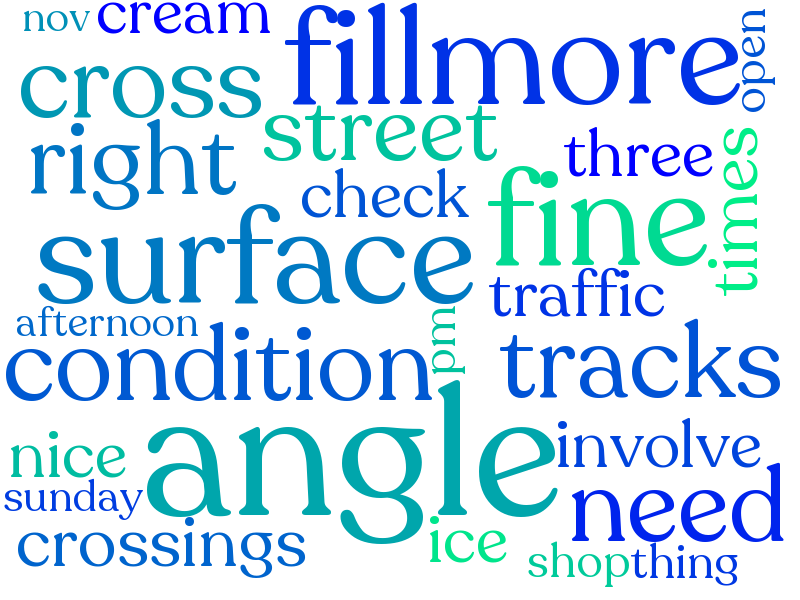 nov cream fillmore open
cross
street
right three times
check fine
surface
traffic
afternoon pm
condition tracks
angle
involve
nice
sunday need
crossings ice
shop thing